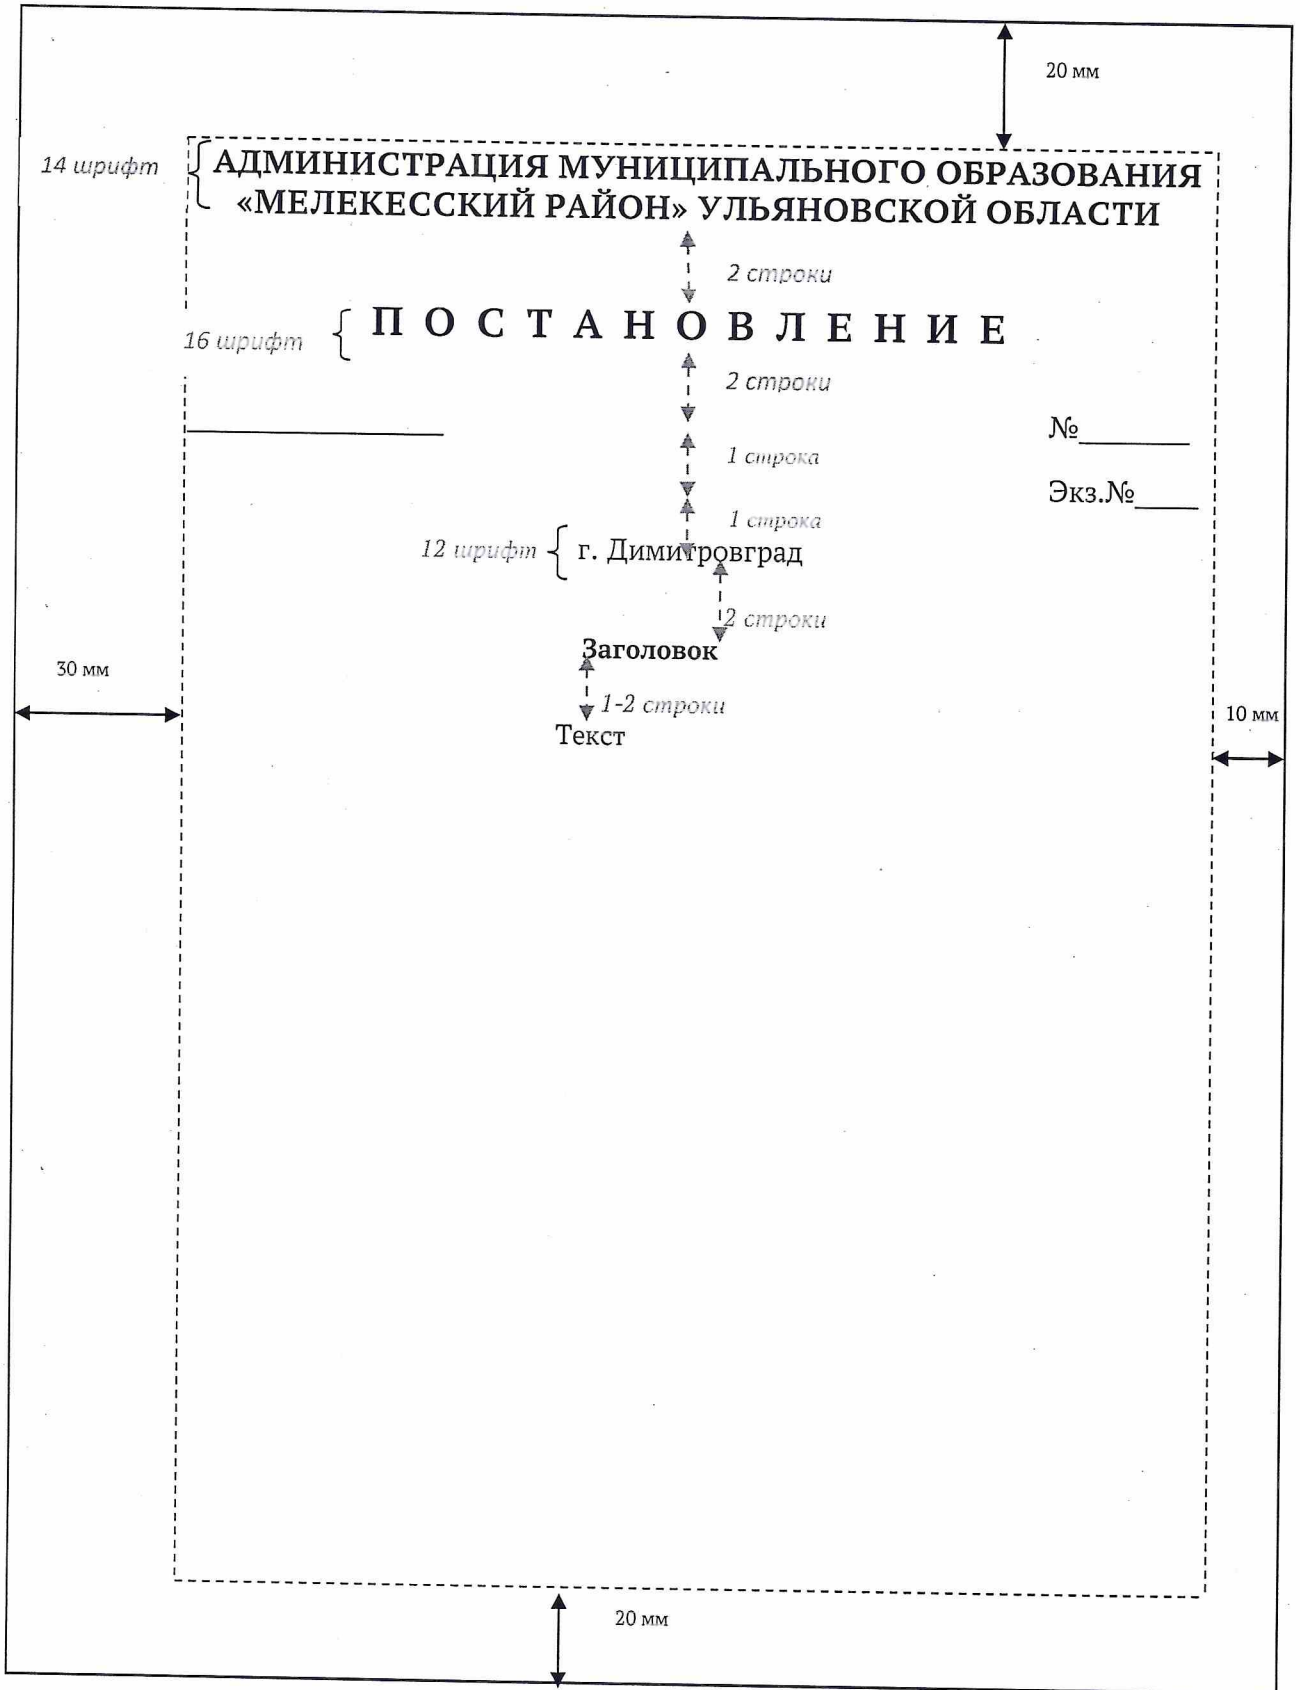 20 мм
14 шрифт
АДМИНИСТРАЦИЯ МУНИЦИПАЛЬНОГО ОБРАЗОВАНИЯ
«МЕЛЕКЕССКИЙ РАЙОН» УЛЬЯНОВСКОЙ ОБЛАСТИ
2 строки
16 шрифт
П О С Т А Н О В Л Е Н И Е
2 строки
№
1 строка
Экз.№
1 строка
12 шрифт
г. Димитровград
2 строки
Заголовок
30 мм
1-2 строки
10 мм
Текст
20 мм